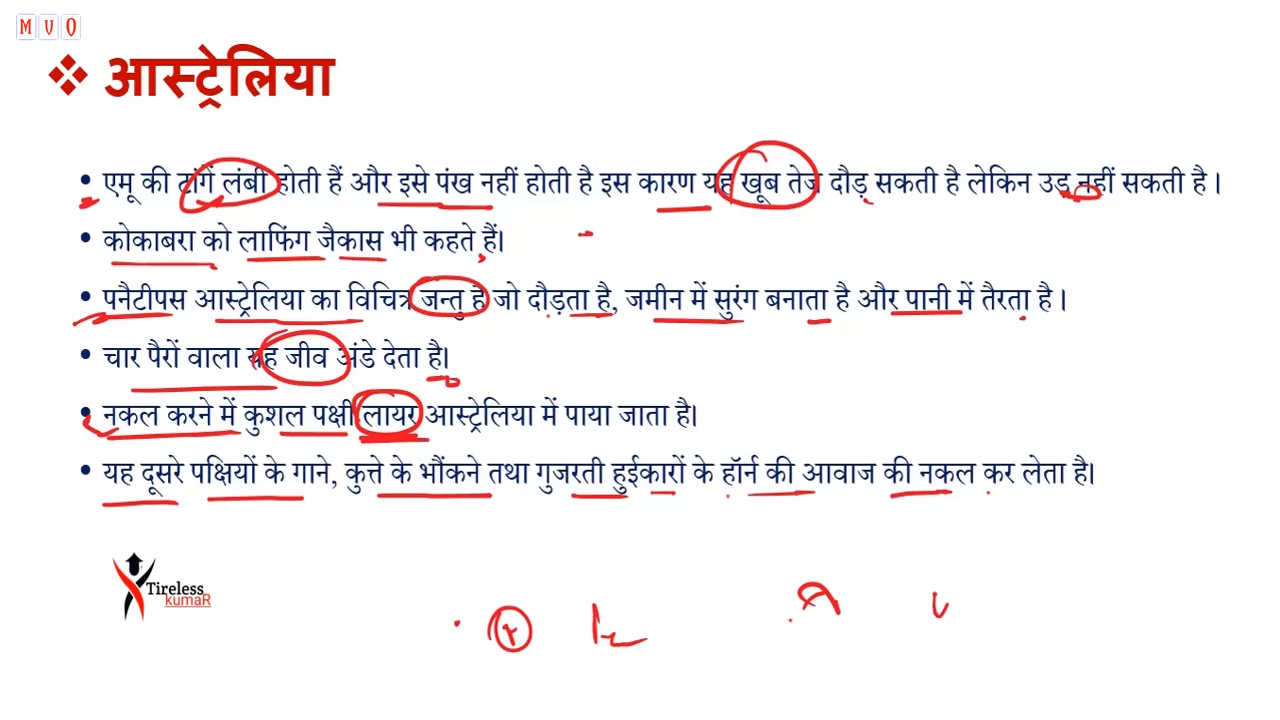 M V O
❖ आस्ट्रेलिया
• एमू की टांगें लंबी होती हैं और इसे पंख नहीं होती है इस कारण यह खूब तेज दौड़ सकती है लेकिन उड़ नहीं सकती है।
• कोकाबरा को लाफिंग जैकास भी कहते हैं।
• पनैटीपस आस्ट्रेलिया का विचित्र जन्तु है जो दौड़ता है, जमीन में सुरंग बनाता है और पानी में तैरता है।
• चार पैरों वाला यह जीव अंडे देता है।
• नकल करने में कुशल पक्षी लायर आस्ट्रेलिया में पाया जाता है।
• यह दूसरे पक्षियों के गाने, कुत्ते के भौंकने तथा गुजरती हुईकारों के हॉर्न की आवाज की नकल कर लेता है।
Tireless
kumaR